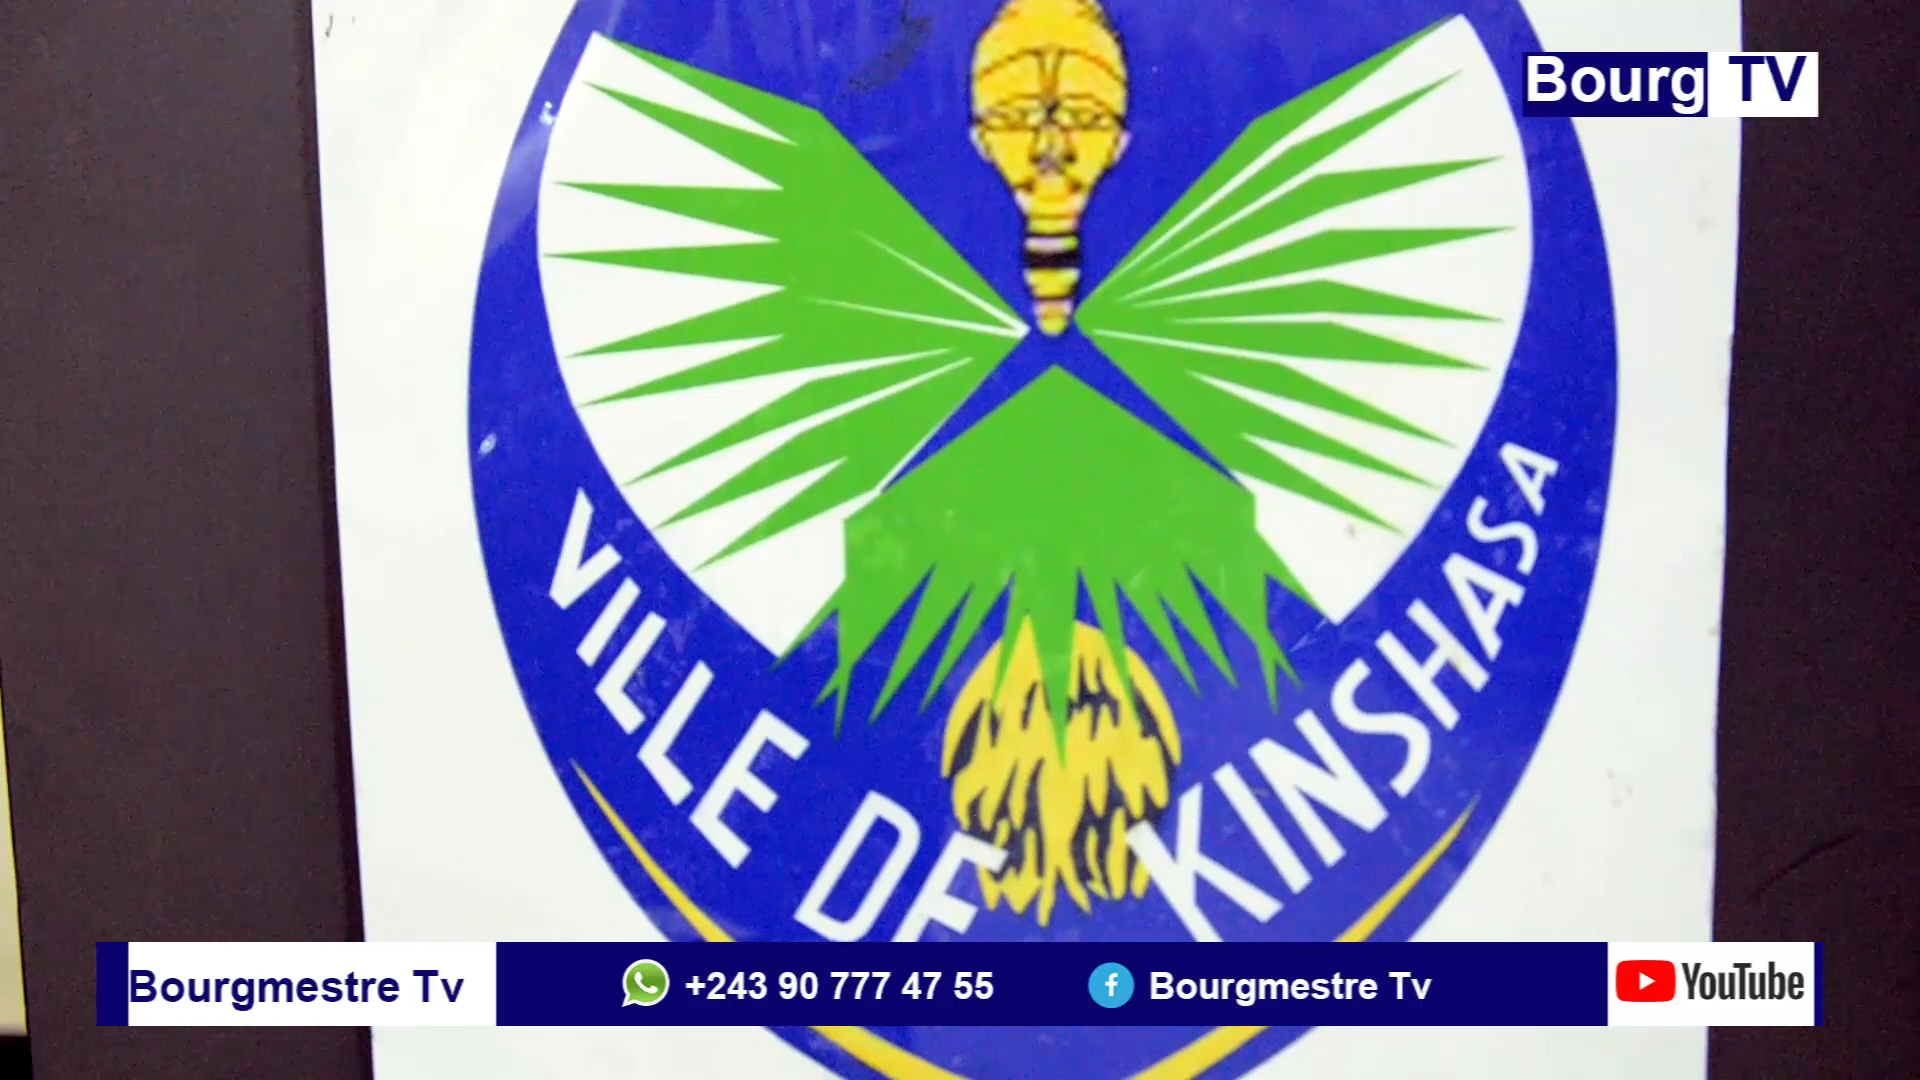 Bourg TV
VILLE DE KINSHASA
Bourgmestre Tv
+243 90 777 47 55
Bourgmestre Tv
YouTube